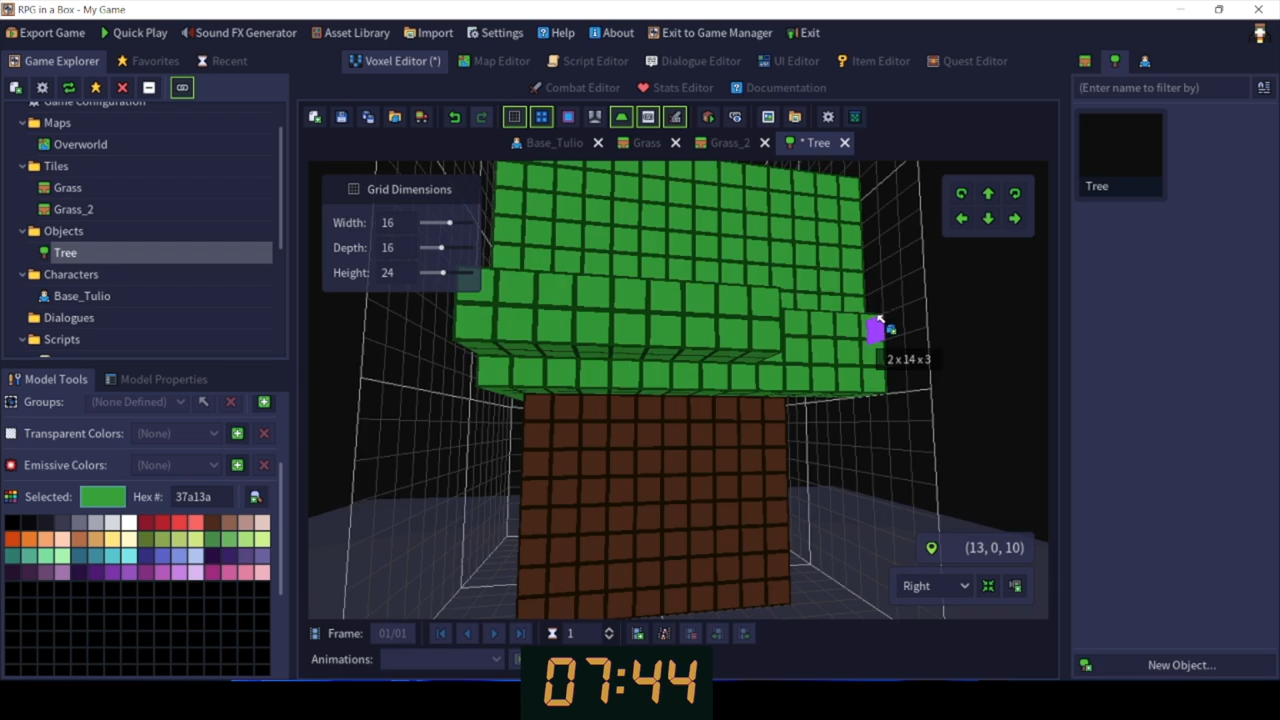 RPG in a Box - My Game
Export Game Quick Play Sound FX Generator Asset Library Import Settings Help About Exit to Game Manager Exit
Game Explorer Favorites Recent Voxel Editor (*) Map Editor Script Editor Dialogue Editor UI Editor Item Editor Quest Editor
Combat Editor Stats Editor Documentation
(Enter name to filter by)
Game Configuration
Maps
Overworld
Tiles
Grass
Grass_2
Objects
Tree
Characters
Base_Tulio
Dialogues
Scripts
Base_Tulio Grass Grass_2 * Tree
Grid Dimensions
Width: 16
Depth: 16
Height: 24
2 x 14 x 3
Tree
Model Tools Model Properties
Groups: (None Defined)
Transparent Colors: (None)
Emissive Colors: (None)
Selected: Hex #: 37a13a
(13, 0, 10)
Right
Frame: 01/01 1
Animations:
New Object...
07:44